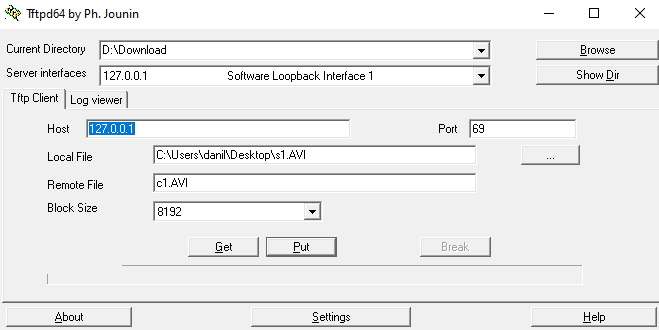 Tftpd64 by Ph. Jounin
Current Directory D:\Download Browse
Server interfaces 127.0.0.1 Software Loopback Interface 1 Show Dir
Tftp Client Log viewer
Host 127.0.0.1 Port 69
Local File C:\Users\danil\Desktop\s1.AVI ...
Remote File c1.AVI
Block Size 8192
Get Put Break
About Settings Help